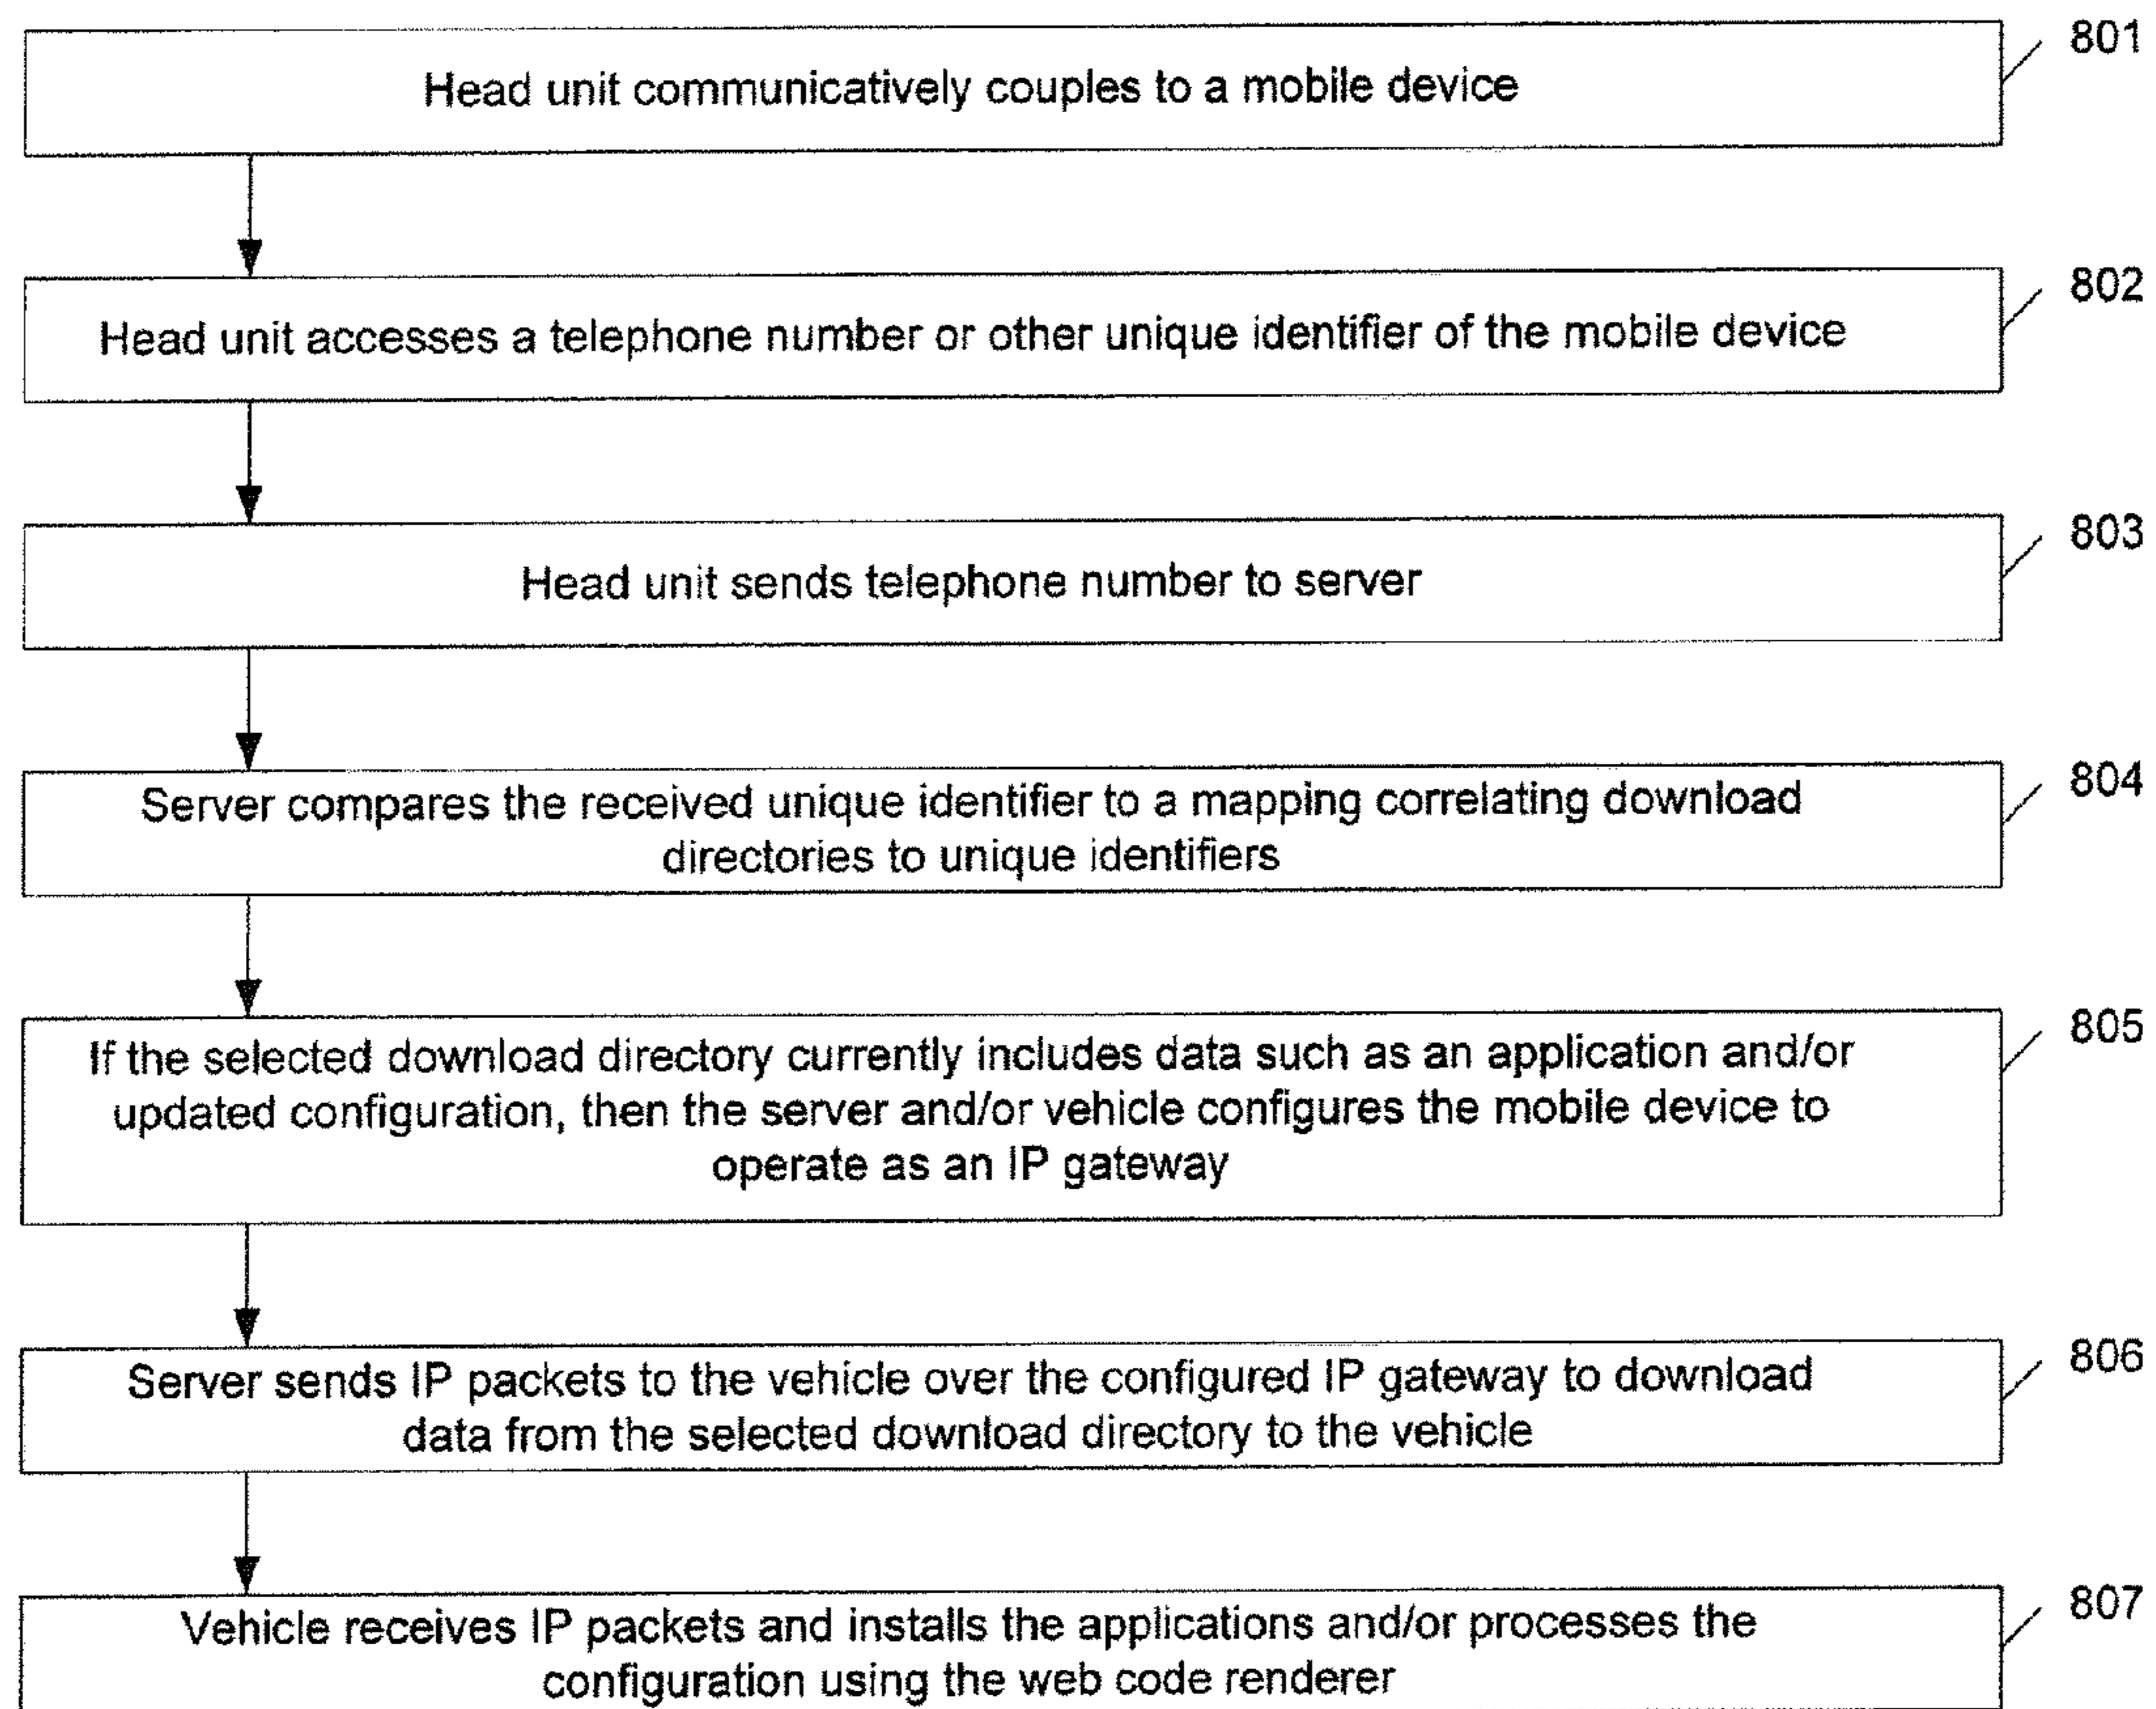 801
Head unit communicatively couples to a mobile device
802
Head unit accesses a telephone number or other unique identifier of the mobile device
803
Head unit sends telephone number to server
804
Server compares the received unique identifier to a mapping correlating download
directories to unique identifiers
805
If the selected download directory currently includes data such as an application and/or
updated configuration, then the server and/or vehicle configures the mobile device to
operate as an IP gateway
806
Server sends IP packets to the vehicle over the configured IP gateway to download
data from the selected download directory to the vehicle
807
Vehicle receives IP packets and installs the applications and/or processes the
configuration using the web code renderer